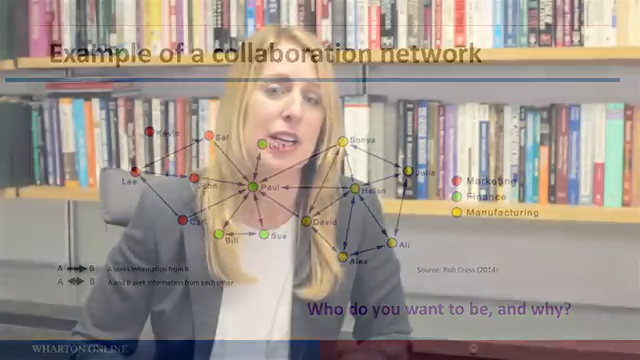 Example of a collaboration network
Kevin
Sal
Liza
Sonya
Lee
John
Paul
Helen
Julia
Carl
David
Bill
Sue
Ali
Alex
Marketing
Finance
Manufacturing
A B A seeks information from B
A B A and B seek information from each other
Source: Rob Cross (2014)
Who do you want to be, and why?
WHARTON ONLINE